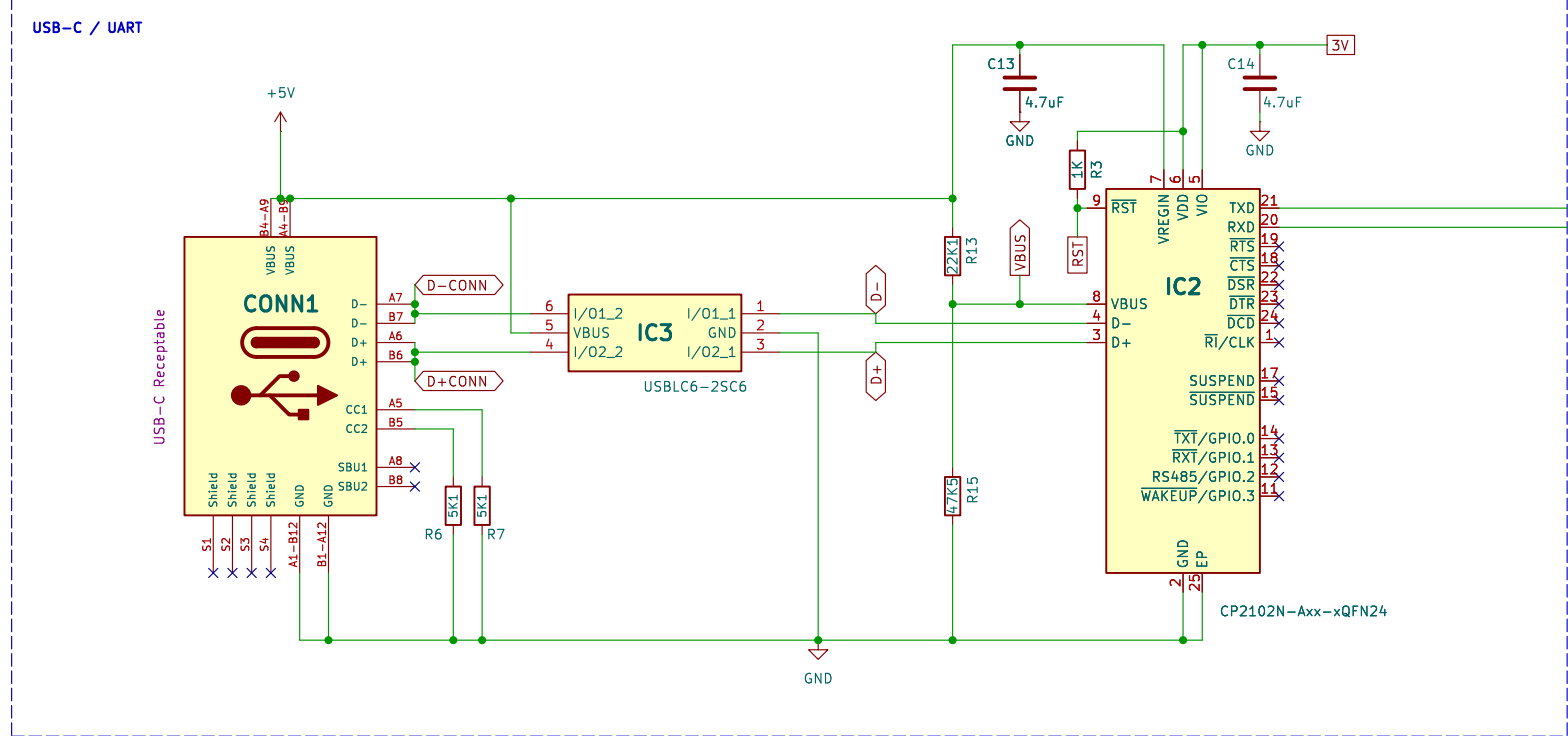 USB-C / UART
+5V
B4-A9
A4-B9
VBUS
VBUS
CONN1
USB-C Receptable
D- A7
D- B7
D+ A6
D+ B6
CC1 A5
CC2 B5
SBU1 A8
SBU2 B8
Shield
Shield
Shield
Shield
GND
GND
S1
S2
S3
S4
A1-B12
B1-A12
D-CONN
D+CONN
5K1
5K1
R6
R7
6 I/O1_2
5 VBUS
4 I/O2_2
IC3
I/O1_1 1
GND 2
I/O2_1 3
USBLC6-2SC6
GND
D-
D+
C13
4.7uF
GND
22K1
R13
47K5
R15
VBUS
1K
R3
RST
3V
C14
4.7uF
GND
7
6
5
VREGIN
VDD
VIO
9 RST
8 VBUS
4 D-
3 D+
IC2
TXD 21
RXD 20
RTS 19
CTS 18
DSR 22
DTR 23
DCD 24
RI/CLK 1
SUSPEND 17
SUSPEND 15
TXT/GPIO.0 14
RXT/GPIO.1 13
RS485/GPIO.2 12
WAKEUP/GPIO.3 11
GND
EP
2
25
CP2102N-Axx-xQFN24